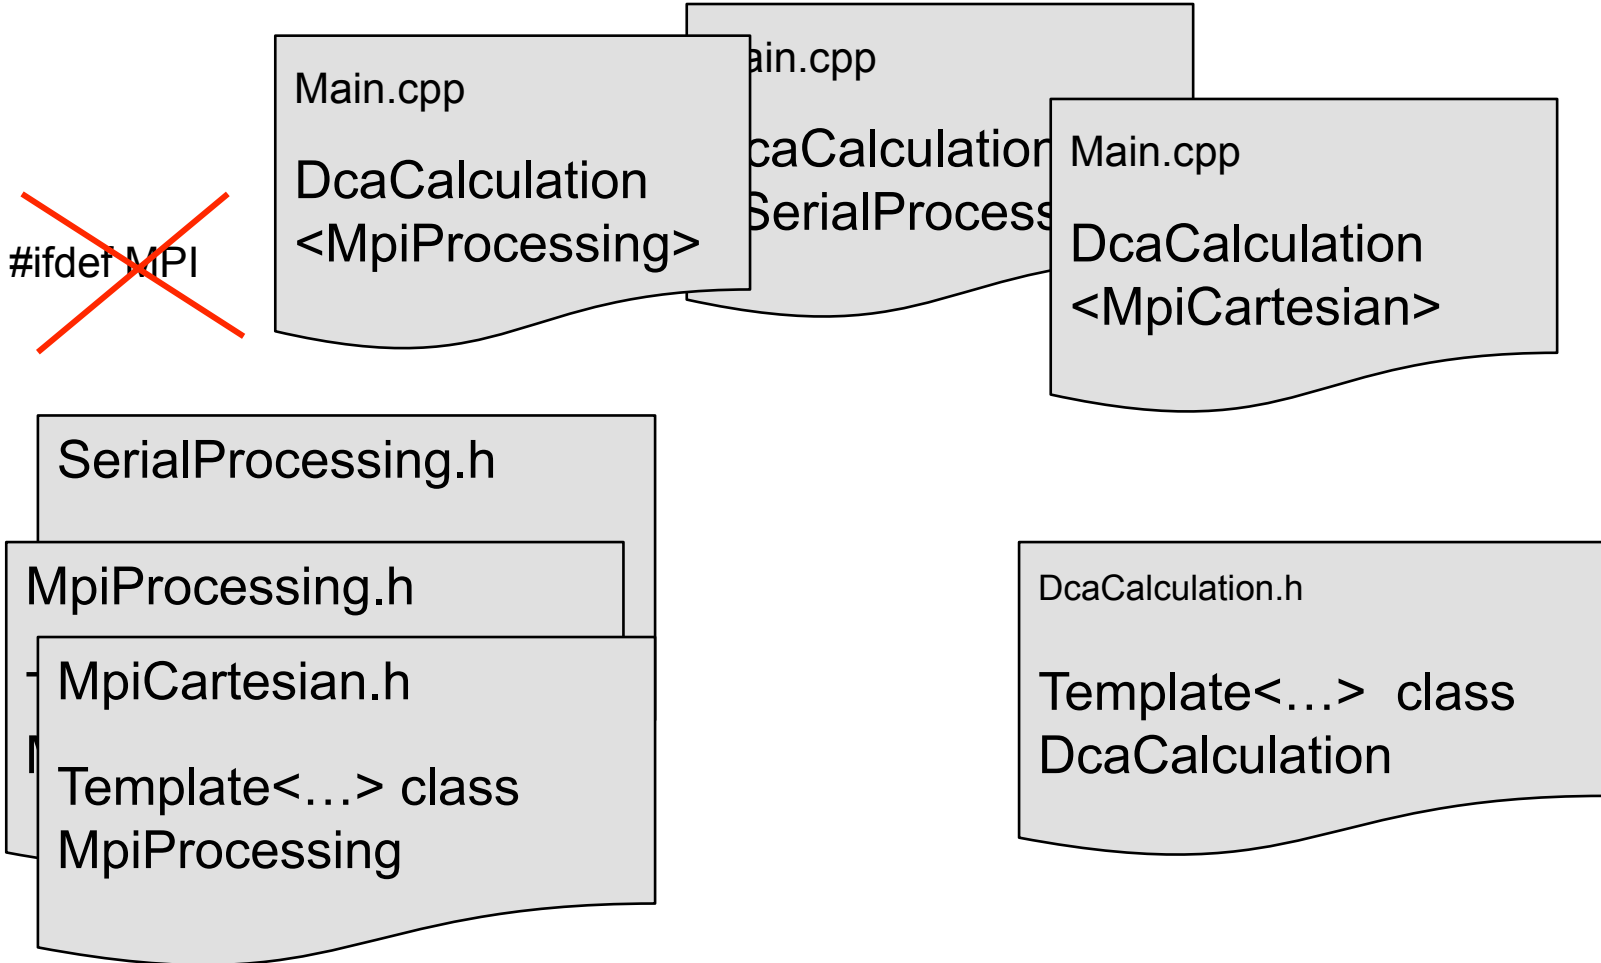 Main.cpp
DcaCalculation
<MpiProcessing>
ain.cpp
caCalculation
SerialProcess
Main.cpp
DcaCalculation
<MpiCartesian>
#ifdef MPI
SerialProcessing.h
MpiProcessing.h
MpiCartesian.h
Template<…> class
MpiProcessing
DcaCalculation.h
Template<…> class
DcaCalculation